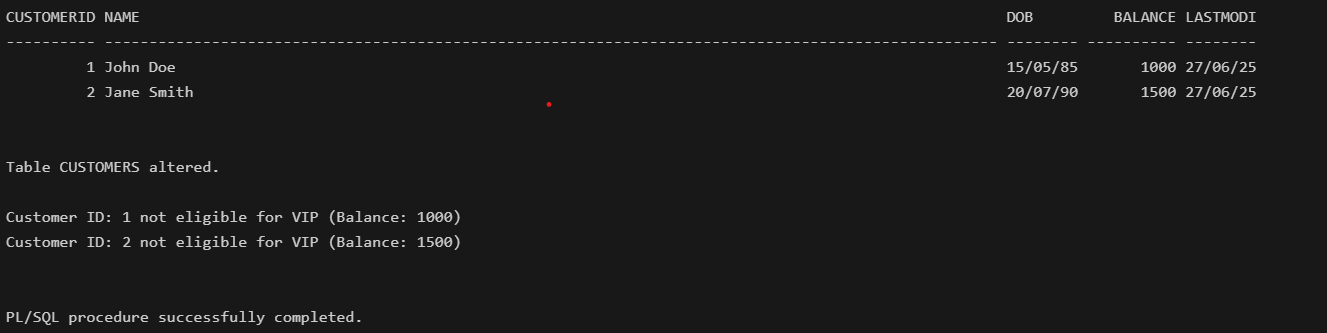 CUSTOMERID NAME DOB BALANCE LASTMODI
---------- ---------------------------------------------------------------------------------------------------- -------- ---------- --------
1 John Doe 15/05/85 1000 27/06/25
2 Jane Smith 20/07/90 1500 27/06/25
Table CUSTOMERS altered.
Customer ID: 1 not eligible for VIP (Balance: 1000)
Customer ID: 2 not eligible for VIP (Balance: 1500)
PL/SQL procedure successfully completed.